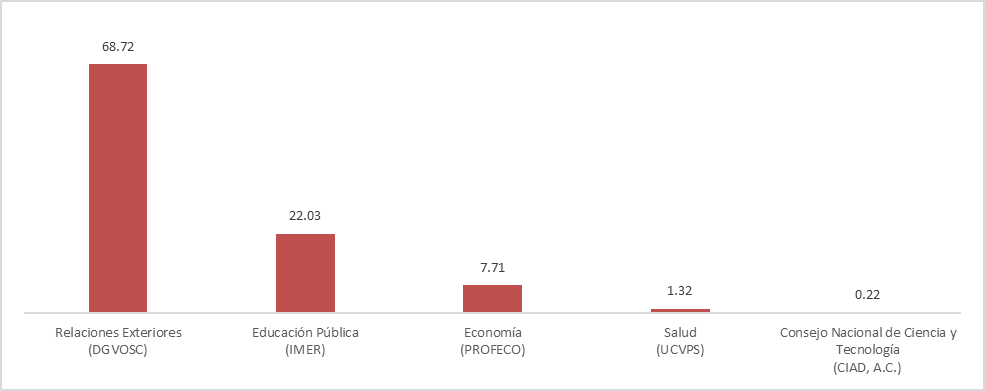 68.72
22.03
7.71
1.32
0.22
Relaciones Exteriores
(DGVOSC)
Educación Pública
(IMER)
Economía
(PROFECO)
Salud
(UCVPS)
Consejo Nacional de Ciencia y
Tecnología
(CIAD, A.C.)